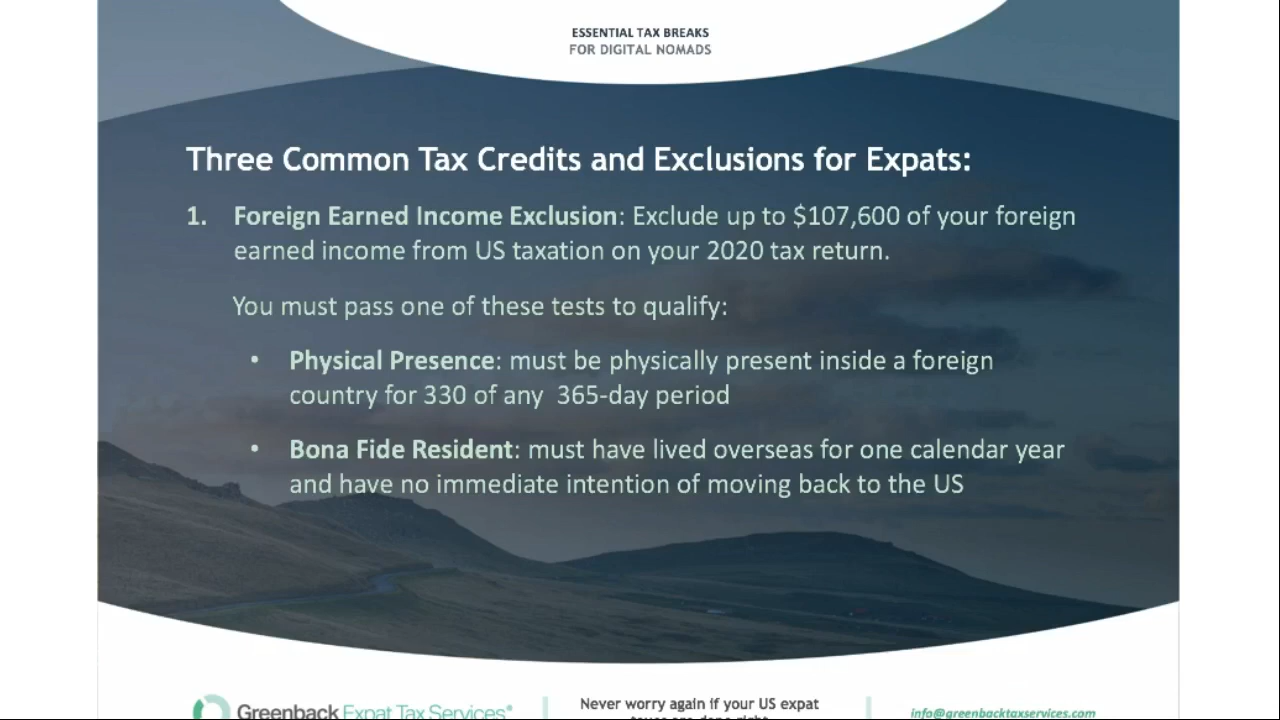 ESSENTIAL TAX BREAKS
FOR DIGITAL NOMADS
Three Common Tax Credits and Exclusions for Expats:
1. Foreign Earned Income Exclusion: Exclude up to $107,600 of your foreign
earned income from US taxation on your 2020 tax return.
You must pass one of these tests to qualify:
• Physical Presence: must be physically present inside a foreign
country for 330 of any 365-day period
• Bona Fide Resident: must have lived overseas for one calendar year
and have no immediate intention of moving back to the US
Greenback Expat Tax Services®
Never worry again if your US expat
taxes are done right
info@greenbacktaxservices.com